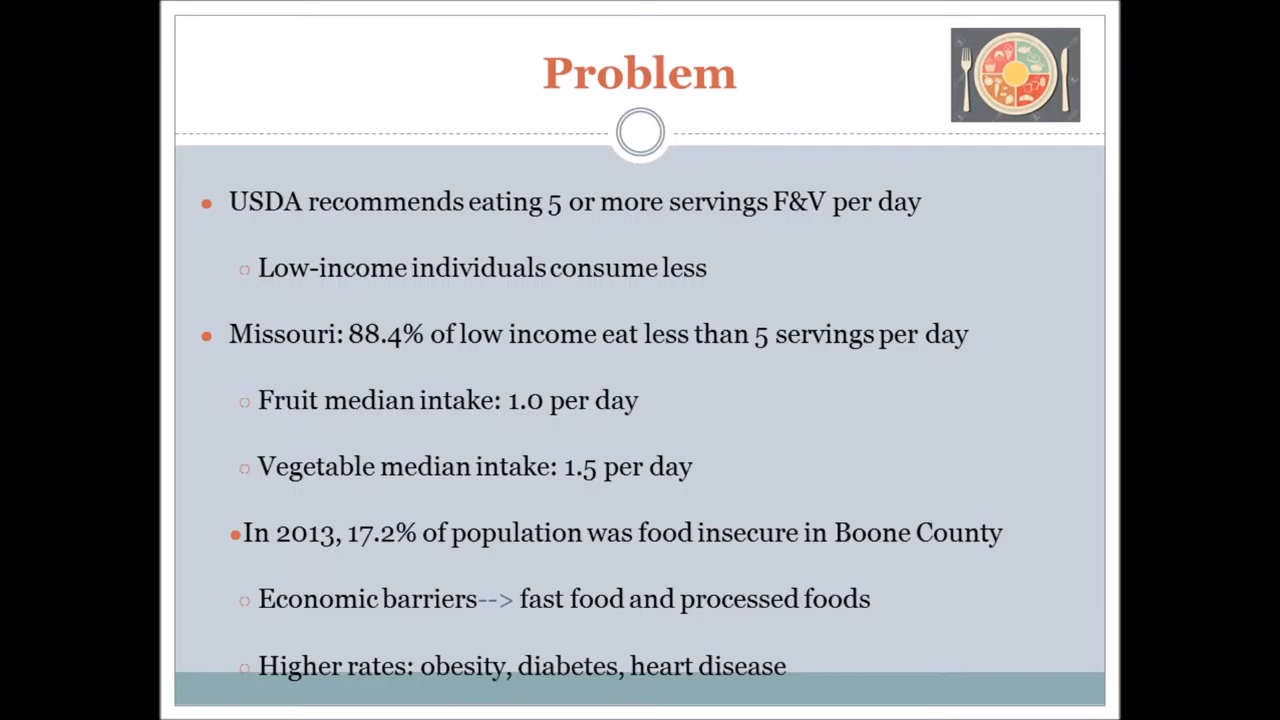 Problem
USDA recommends eating 5 or more servings F&V per day
Low-income individuals consume less
Missouri: 88.4% of low income eat less than 5 servings per day
Fruit median intake: 1.0 per day
Vegetable median intake: 1.5 per day
In 2013, 17.2% of population was food insecure in Boone County
Economic barriers--> fast food and processed foods
Higher rates: obesity, diabetes, heart disease